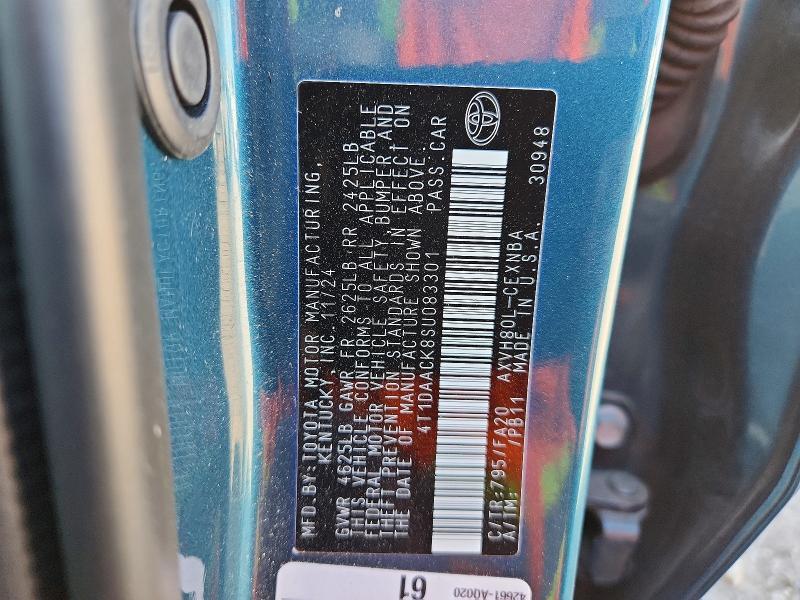 MFD.BY:TOYOTA MOTOR MANUFACTURING,
KENTUCKY, INC. 11/24
GVWR 4625LB GAWR FR 2625LB RR 2425LB
THIS VEHICLE CONFORMS TO ALL APPLICABLE
FEDERAL MOTOR VEHICLE SAFETY, BUMPER AND
THEFT PREVENTION STANDARDS IN EFFECT ON
THE DATE OF MANUFACTURE SHOWN ABOVE.
4T1DAACK8SU083301 PASS.CAR
C/TR:795/FA20 AXVH80L-CEXNBA
A/TM: /PB11 MADE IN U.S.A. 30948
61
42661-A0020